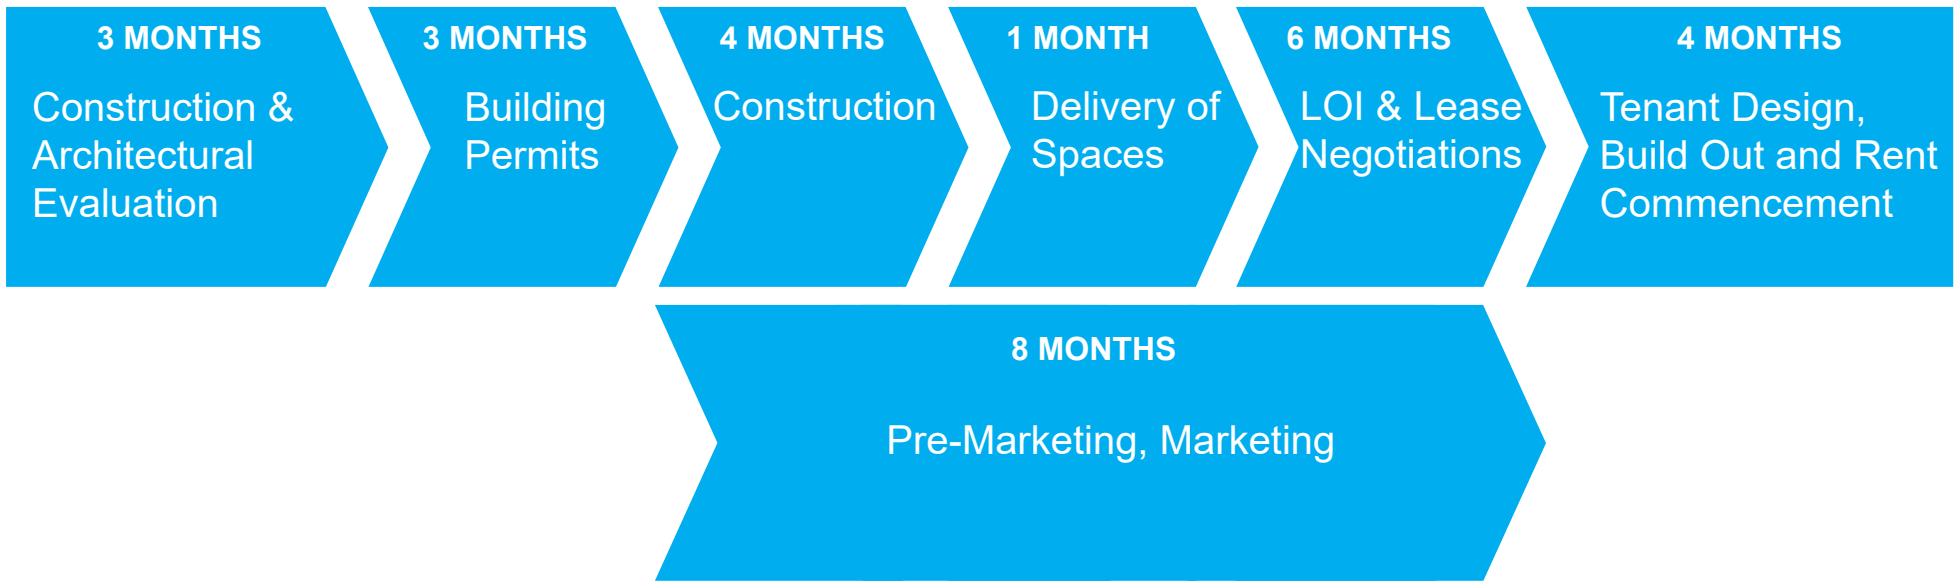 3 MONTHS
Construction &
Architectural
Evaluation
3 MONTHS
Building
Permits
4 MONTHS
Construction
1 MONTH
Delivery of
Spaces
6 MONTHS
LOI & Lease
Negotiations
4 MONTHS
Tenant Design,
Build Out and Rent
Commencement
8 MONTHS
Pre-Marketing, Marketing